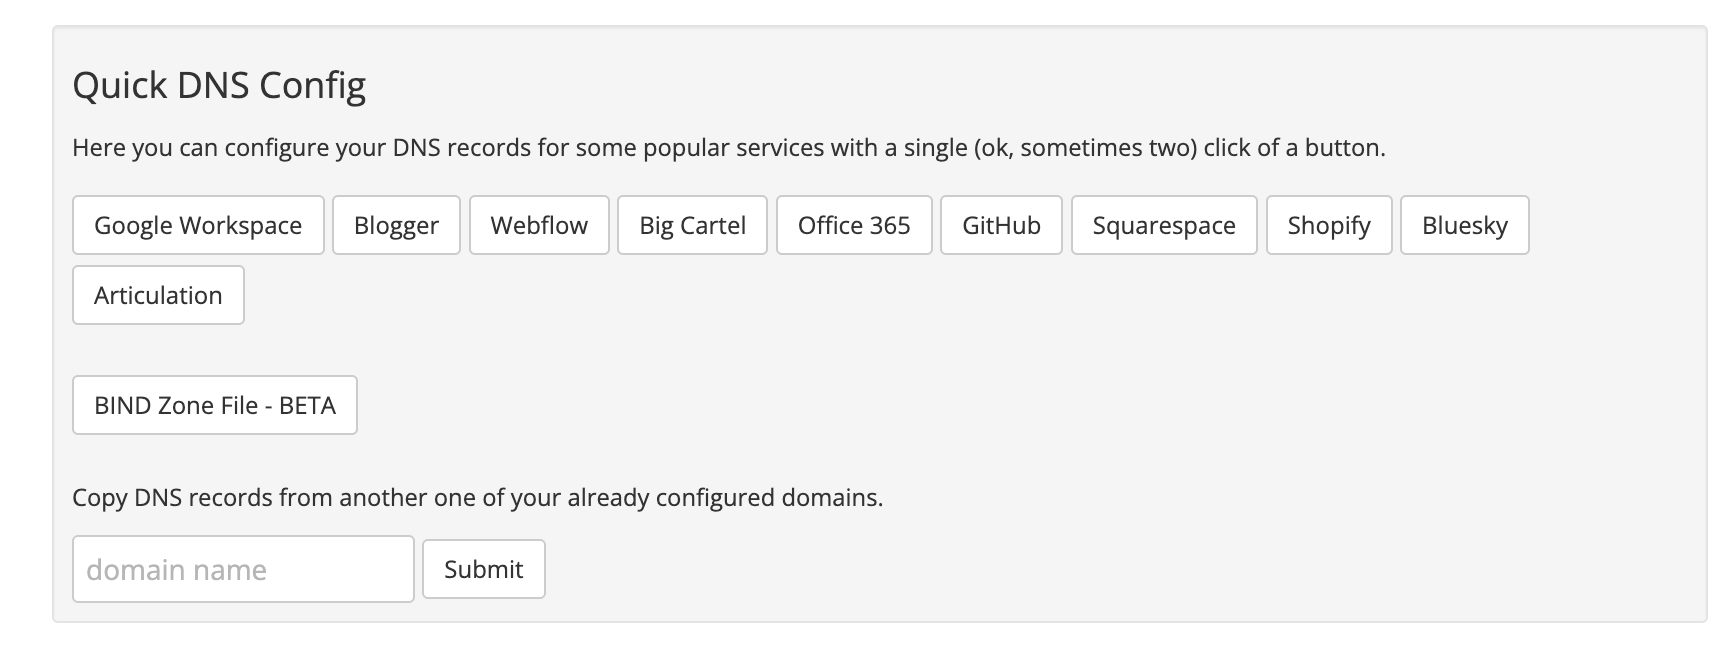 Quick DNS Config
Here you can configure your DNS records for some popular services with a single (ok, sometimes two) click of a button.
Google Workspace Blogger Webflow Big Cartel Office 365 GitHub Squarespace Shopify Bluesky
Articulation
BIND Zone File - BETA
Copy DNS records from another one of your already configured domains.
domain name Submit